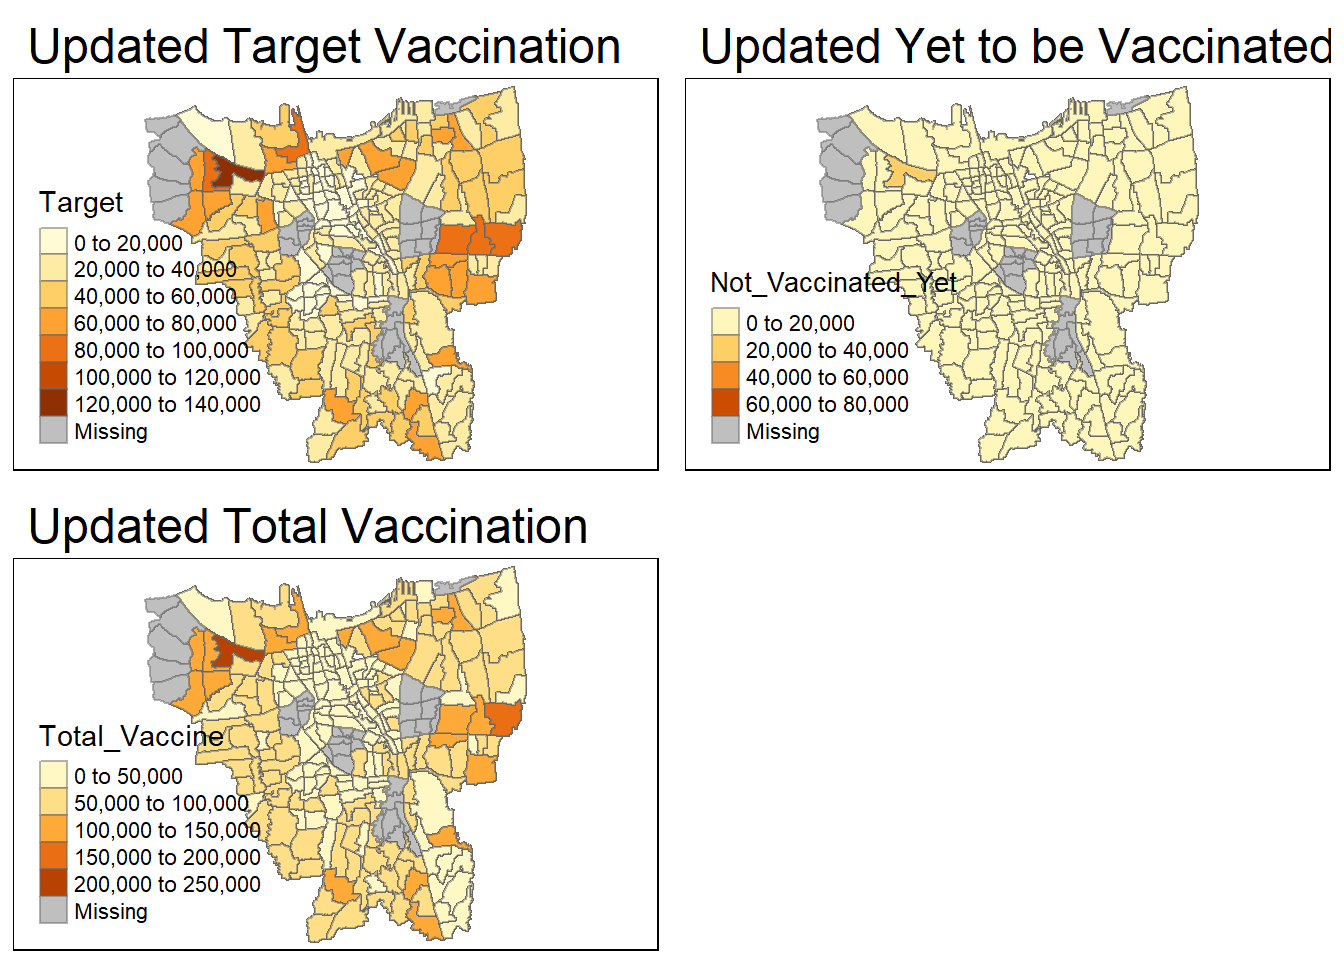 Updated Target Vaccination
Target
0 to 20,000
20,000 to 40,000
40,000 to 60,000
60,000 to 80,000
80,000 to 100,000
100,000 to 120,000
120,000 to 140,000
Missing
Updated Yet to be Vaccinated
Not_Vaccinated_Yet
0 to 20,000
20,000 to 40,000
40,000 to 60,000
60,000 to 80,000
Missing
Updated Total Vaccination
Total_Vaccine
0 to 50,000
50,000 to 100,000
100,000 to 150,000
150,000 to 200,000
200,000 to 250,000
Missing